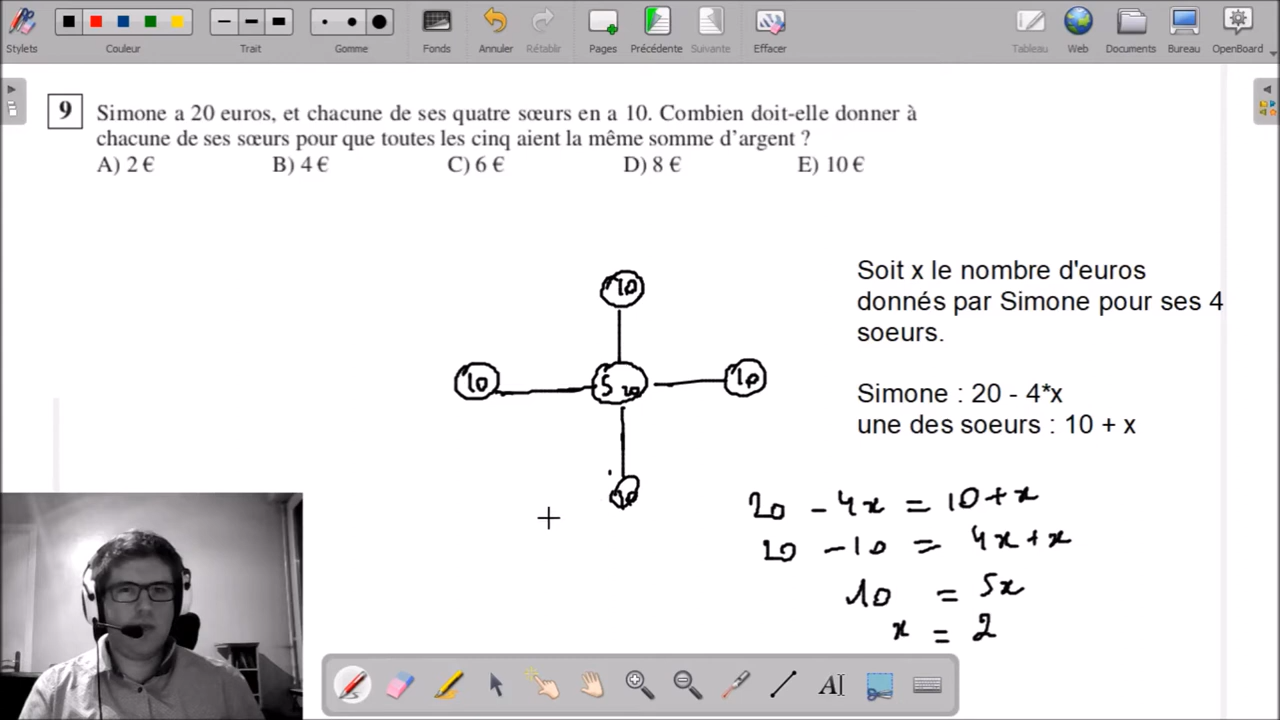 Stylets
Couleur
Trait
Gomme
Fonds
Annuler
Rétablir
Pages
Précédente
Suivante
Effacer
Tableau
Web
Documents
Bureau
OpenBoard
9 Simone a 20 euros, et chacune de ses quatre sœurs en a 10. Combien doit-elle donner à
chacune de ses sœurs pour que toutes les cinq aient la même somme d'argent ?
A) 2 € B) 4 € C) 6 € D) 8 € E) 10 €
10
10 S 20 10
10
Soit x le nombre d'euros
donnés par Simone pour ses 4
soeurs.
Simone : 20 - 4*x
une des soeurs : 10 + x
20 - 4x = 10 + x
20 - 10 = 4x + x
10 = 5x
x = 2
AI